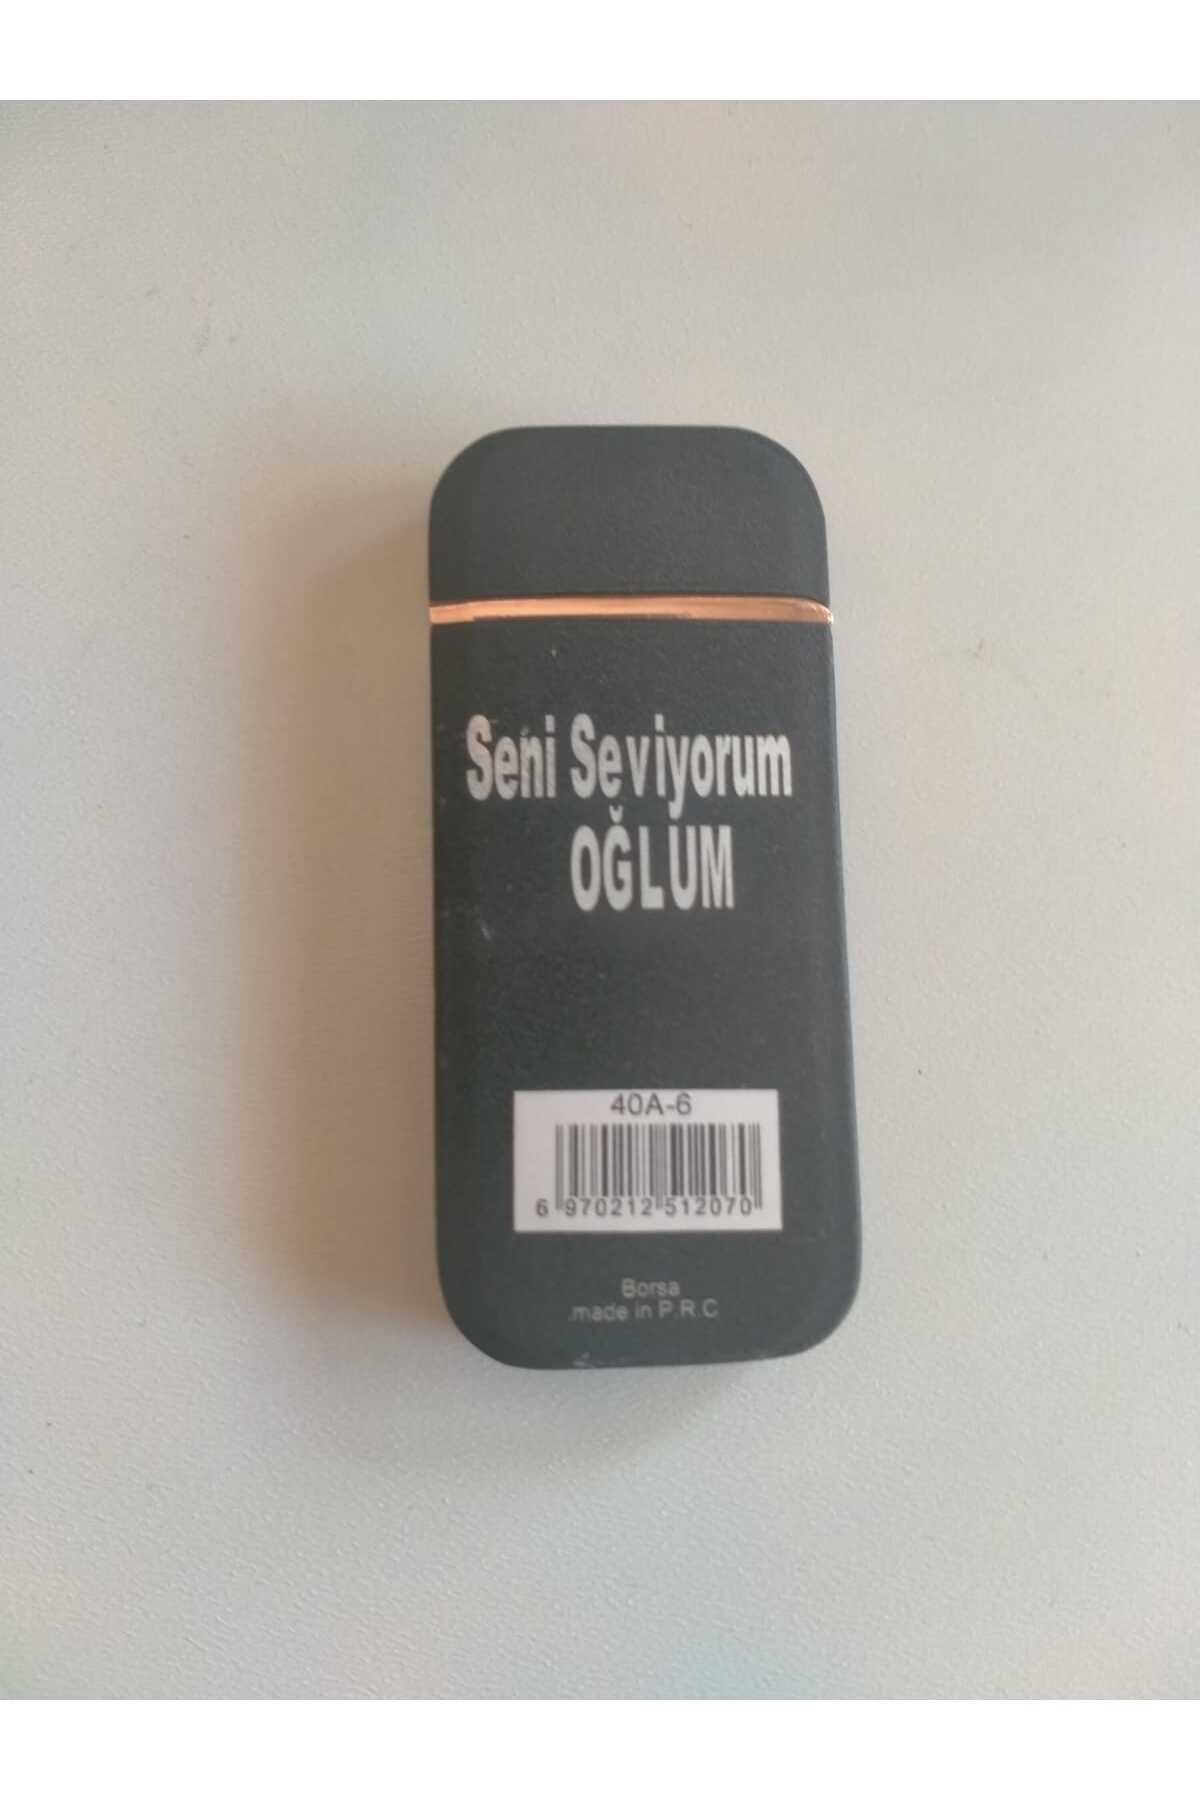 Seni Seviyorum
OĞLUM
40A-6
6 970212 512070
Borsa
made in P.R.C